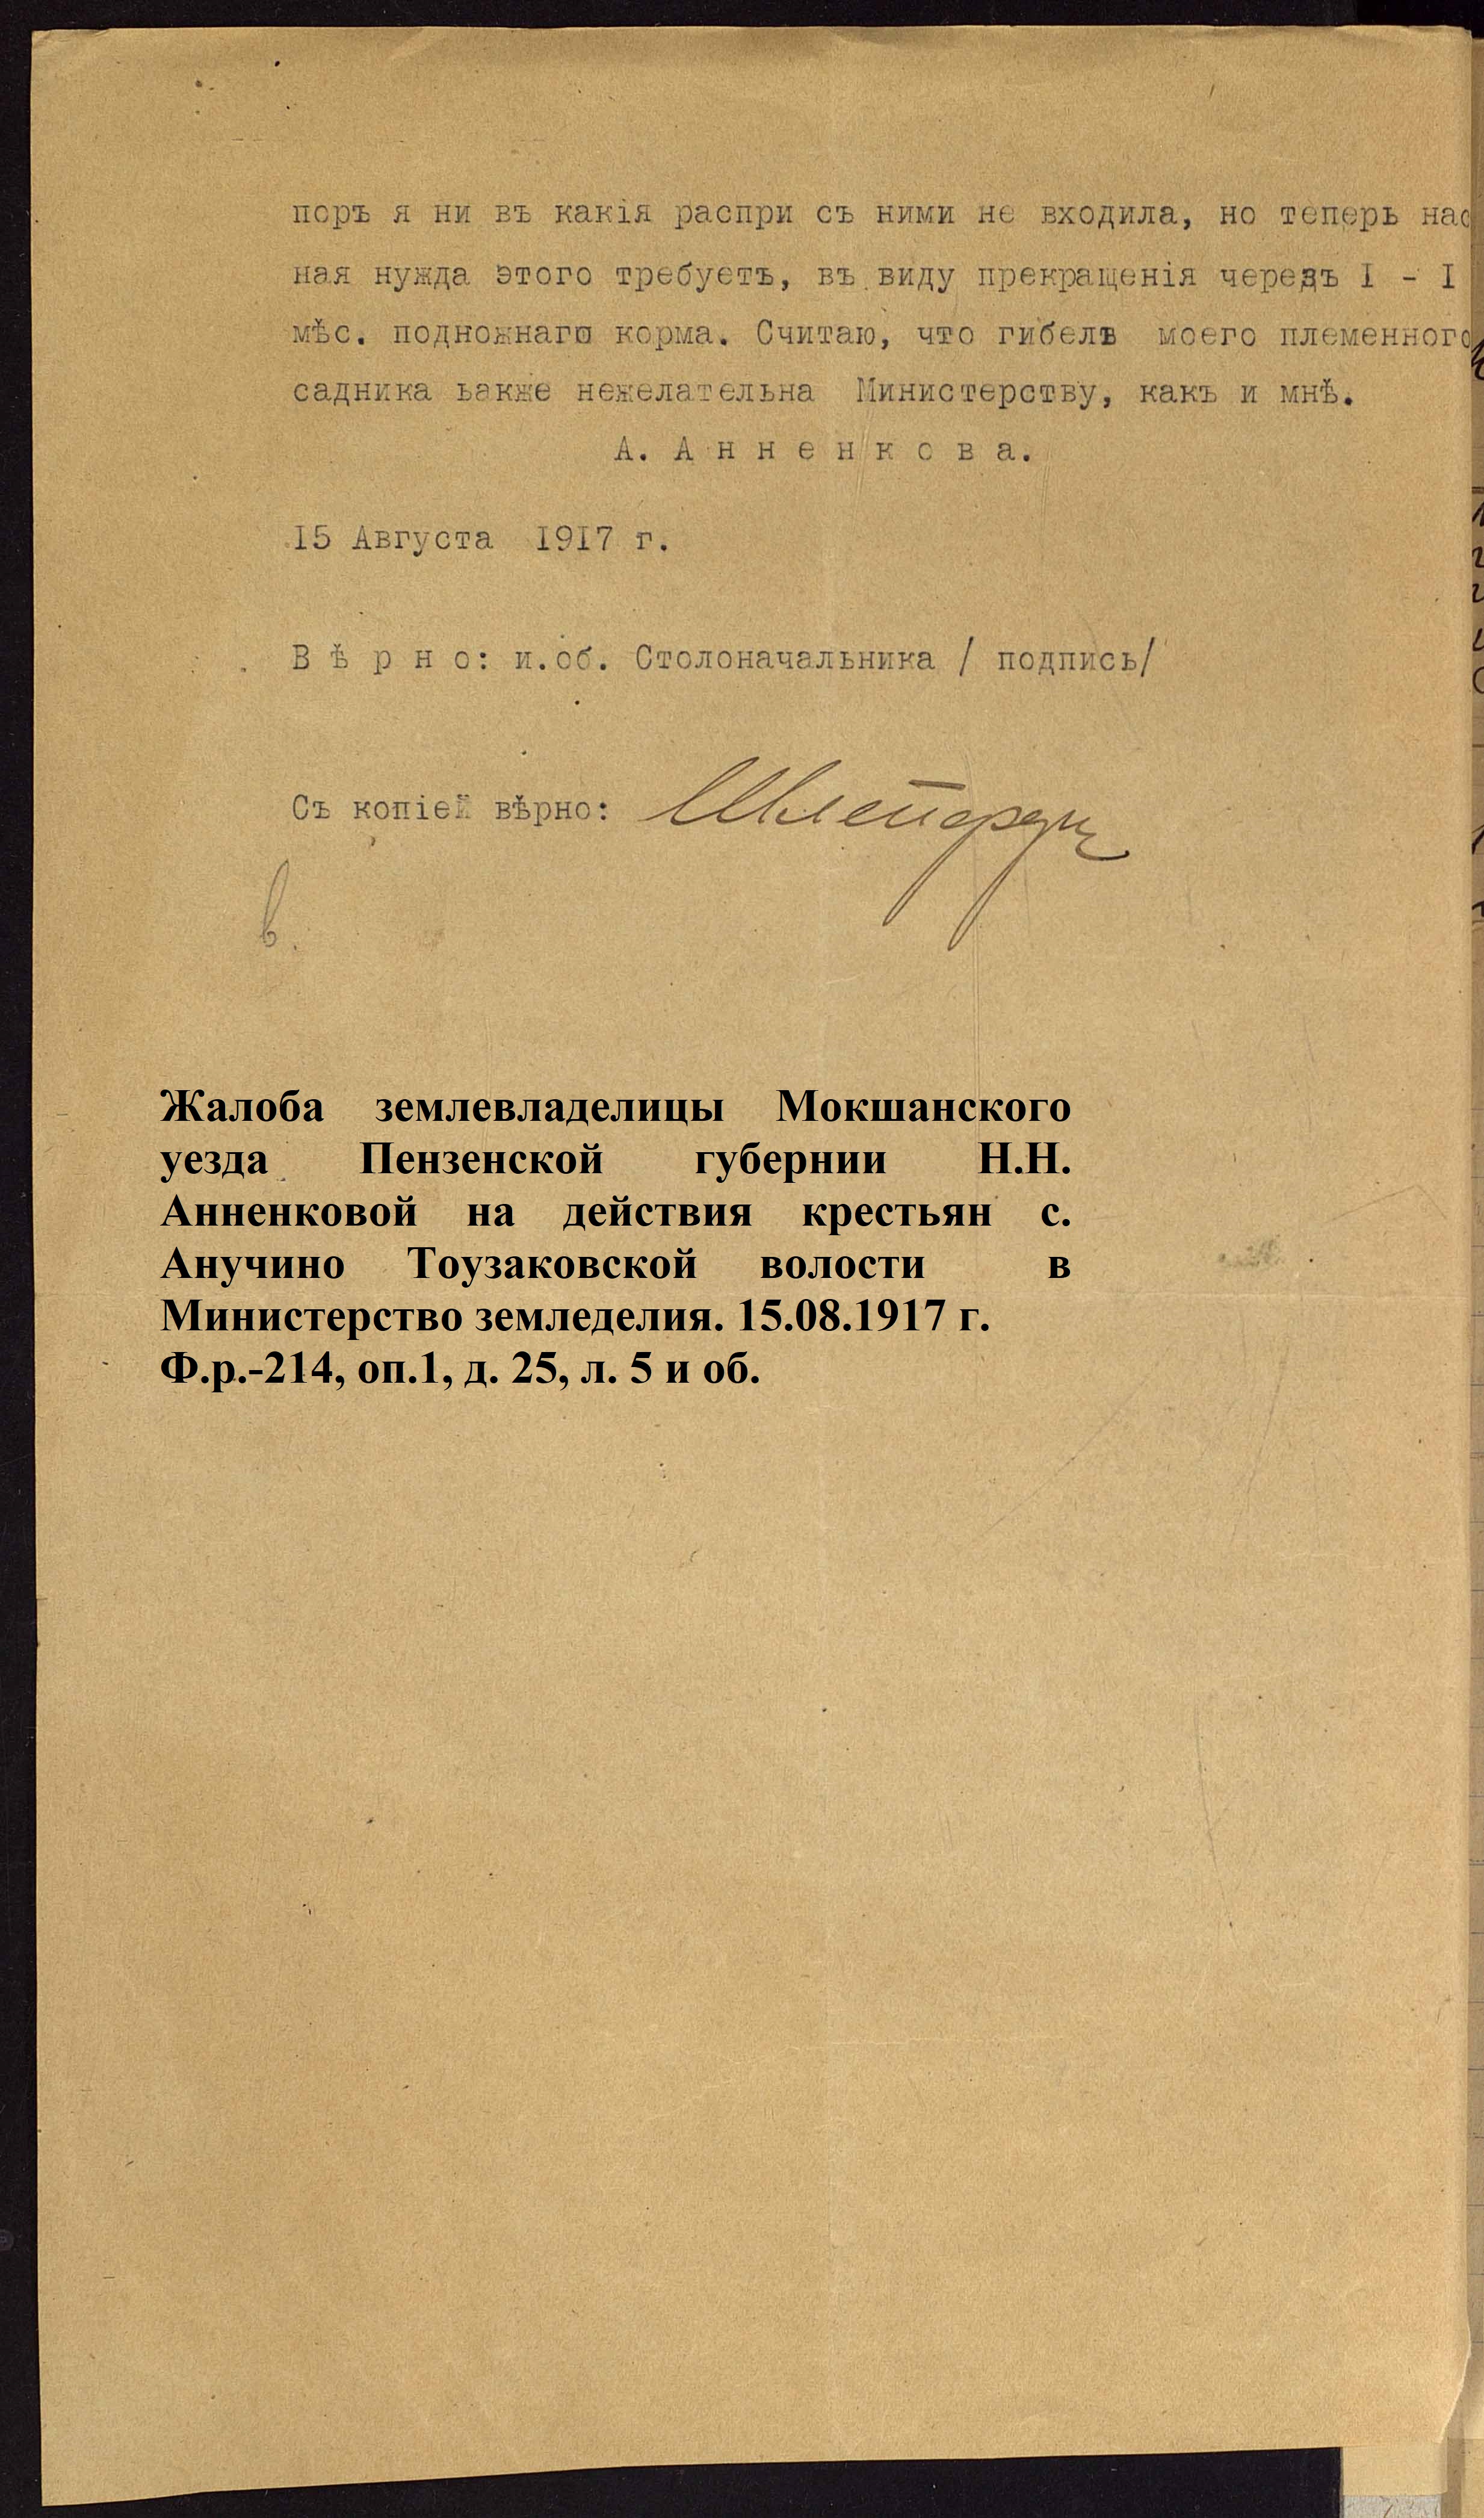 поръ я ни въ какія распри съ ними не входила, но теперь нас
ная нужда этого требуетъ, въ виду прекращенія черезъ I - I
мѣс. подножнаго корма. Считаю, что гибель моего племенного
садника ьакже нежелательна Министерству, какъ и мнѣ.
А. А н н е н к о в а.
15 Августа 1917 г.
В ѣ р н о: и.об. Столоначальника / подпись/
Съ копіей вѣрно:
в.
Жалоба землевладелицы Мокшанского
уезда Пензенской губернии Н.Н.
Анненковой на действия крестьян с.
Анучино Тоузаковской волости в
Министерство земледелия. 15.08.1917 г.
Ф.р.-214, оп.1, д. 25, л. 5 и об.